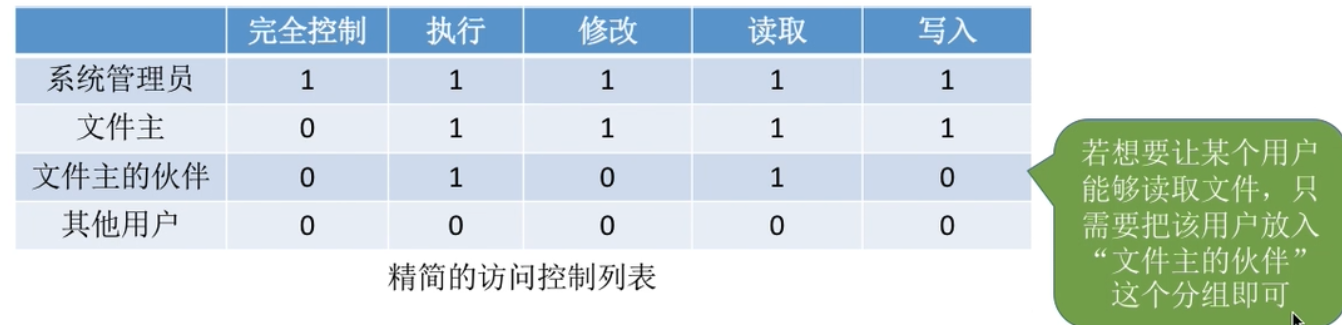 完全控制 执行 修改 读取 写入
系统管理员 1 1 1 1 1
文件主 0 1 1 1 1
文件主的伙伴 0 1 0 1 0
其他用户 0 0 0 0 0
精简的访问控制列表
若想要让某个用户
能够读取文件，只
需要把该用户放入
“文件主的伙伴”
这个分组即可